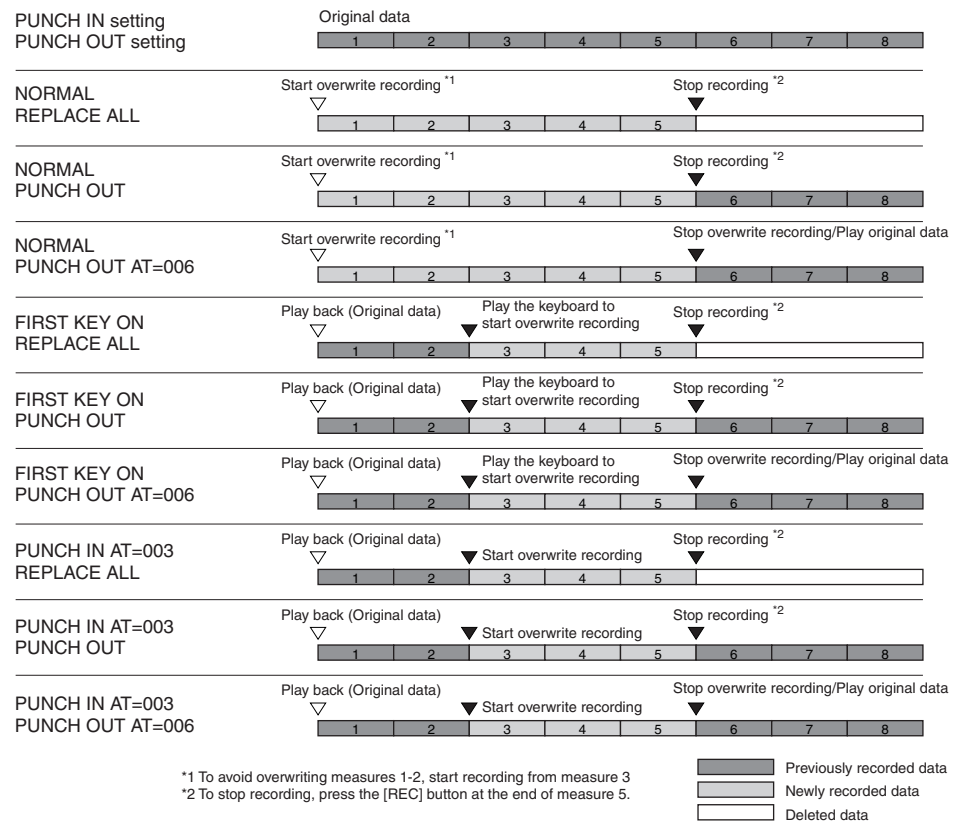 PUNCH IN setting
PUNCH OUT setting
Original data
1 2 3 4 5 6 7 8
NORMAL
REPLACE ALL
Start overwrite recording *1
Stop recording *2
1 2 3 4 5
NORMAL
PUNCH OUT
Start overwrite recording *1
Stop recording *2
1 2 3 4 5 6 7 8
NORMAL
PUNCH OUT AT=006
Start overwrite recording *1
Stop overwrite recording/Play original data
1 2 3 4 5 6 7 8
FIRST KEY ON
REPLACE ALL
Play back (Original data)
Play the keyboard to
start overwrite recording
Stop recording *2
1 2 3 4 5
FIRST KEY ON
PUNCH OUT
Play back (Original data)
Play the keyboard to
start overwrite recording
Stop recording *2
1 2 3 4 5 6 7 8
FIRST KEY ON
PUNCH OUT AT=006
Play back (Original data)
Play the keyboard to
start overwrite recording
Stop overwrite recording/Play original data
1 2 3 4 5 6 7 8
PUNCH IN AT=003
REPLACE ALL
Play back (Original data)
Start overwrite recording
Stop recording *2
1 2 3 4 5
PUNCH IN AT=003
PUNCH OUT
Play back (Original data)
Start overwrite recording
Stop recording *2
1 2 3 4 5 6 7 8
PUNCH IN AT=003
PUNCH OUT AT=006
Play back (Original data)
Start overwrite recording
Stop overwrite recording/Play original data
1 2 3 4 5 6 7 8
*1 To avoid overwriting measures 1-2, start recording from measure 3
*2 To stop recording, press the [REC] button at the end of measure 5.
Previously recorded data
Newly recorded data
Deleted data